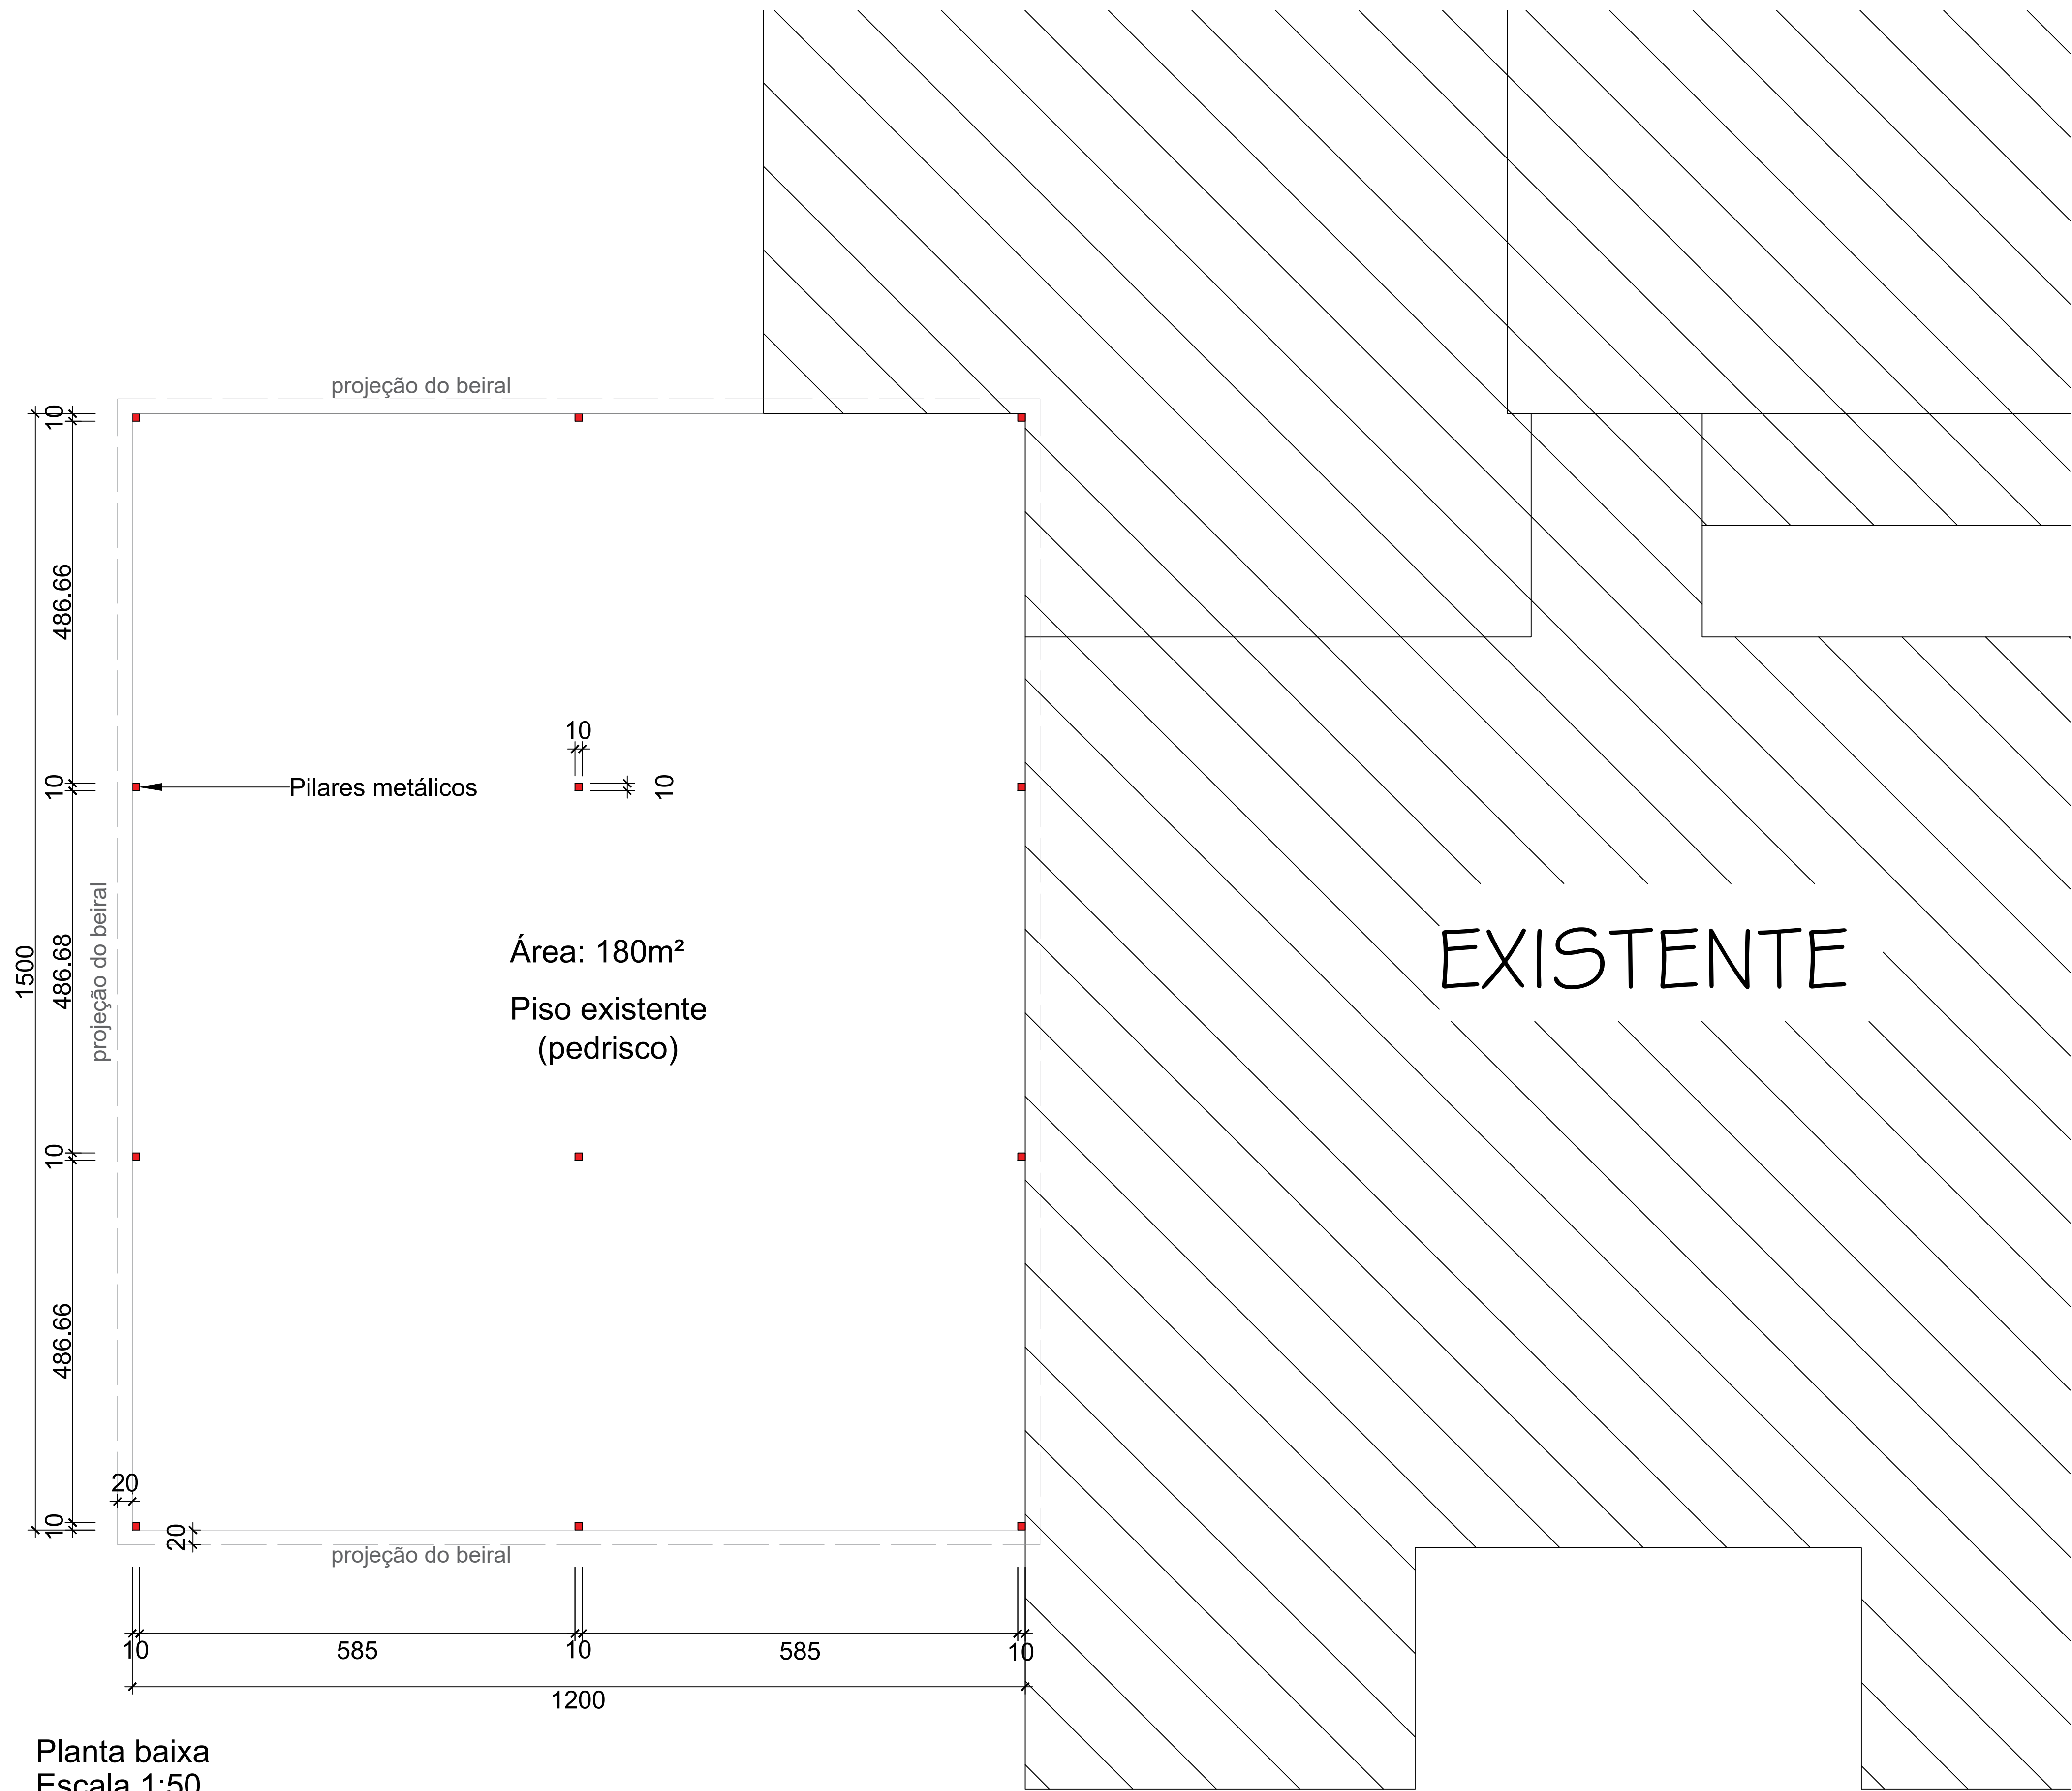 projeção do beiral
10
486.66
10
10
Pilares metálicos
10
projeção do beiral
1500
486.68
Área: 180m²
Piso existente
(pedrisco)
EXISTENTE
10
486.66
20
10
20
projeção do beiral
10
585
10
585
10
1200
Planta baixa
Escala 1:50